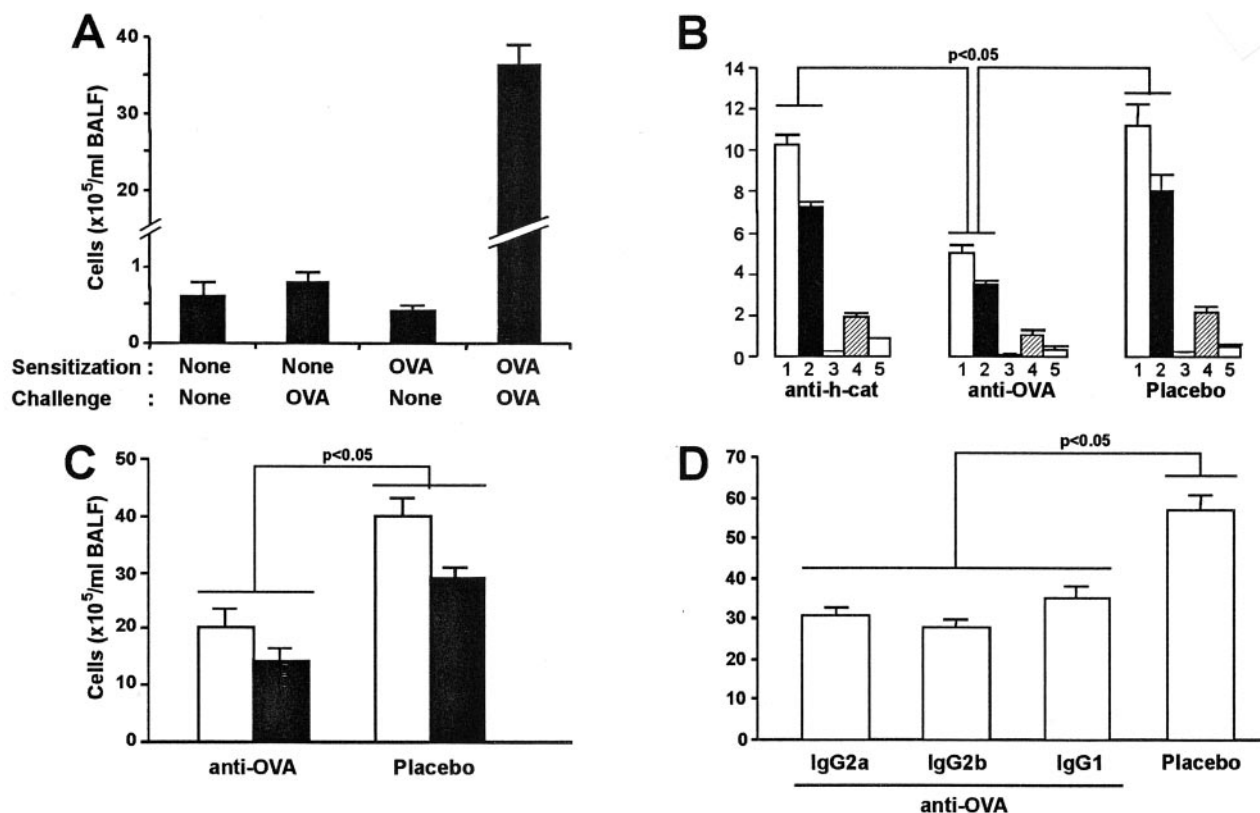 A
Cells (x10⁵/ml BALF)
40
30
20
1
0
Sensitization : None None OVA OVA
Challenge : None OVA None OVA
B
p<0.05
14
12
10
8
6
4
2
0
1 2 3 4 5 1 2 3 4 5 1 2 3 4 5
anti-h-cat anti-OVA Placebo
C
p<0.05
Cells (x10⁵/ml BALF)
50
40
30
20
10
0
anti-OVA Placebo
D
p<0.05
70
60
50
40
30
20
10
0
IgG2a IgG2b IgG1 Placebo
anti-OVA